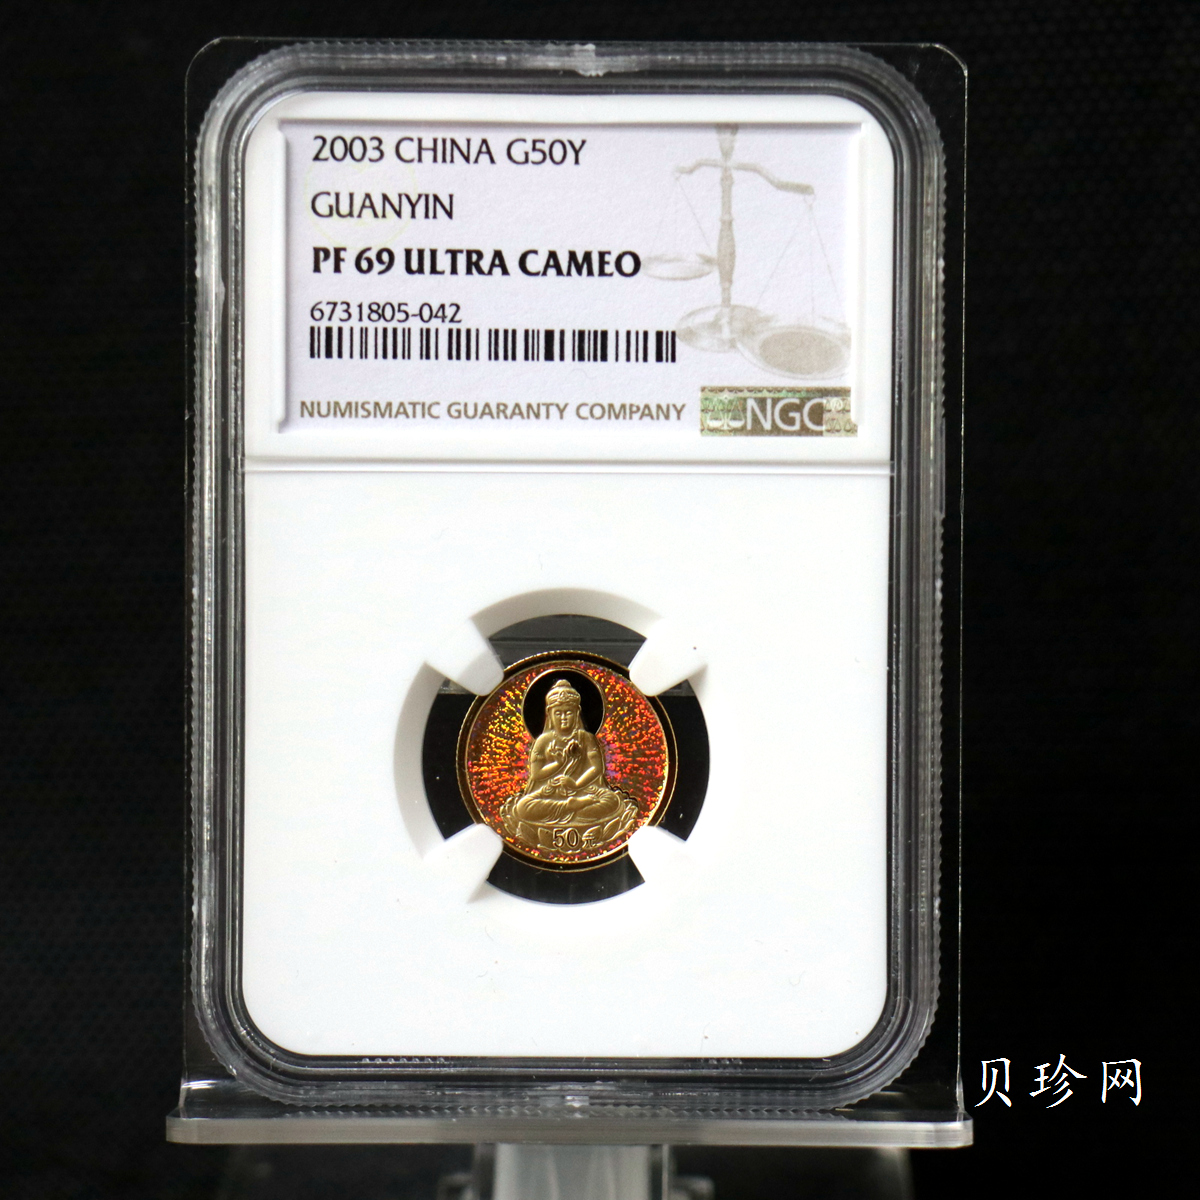 2003 CHINA G50Y
GUANYIN
PF 69 ULTRA CAMEO
6731805-042
NUMISMATIC GUARANTY COMPANY
NGC
50元
贝珍网